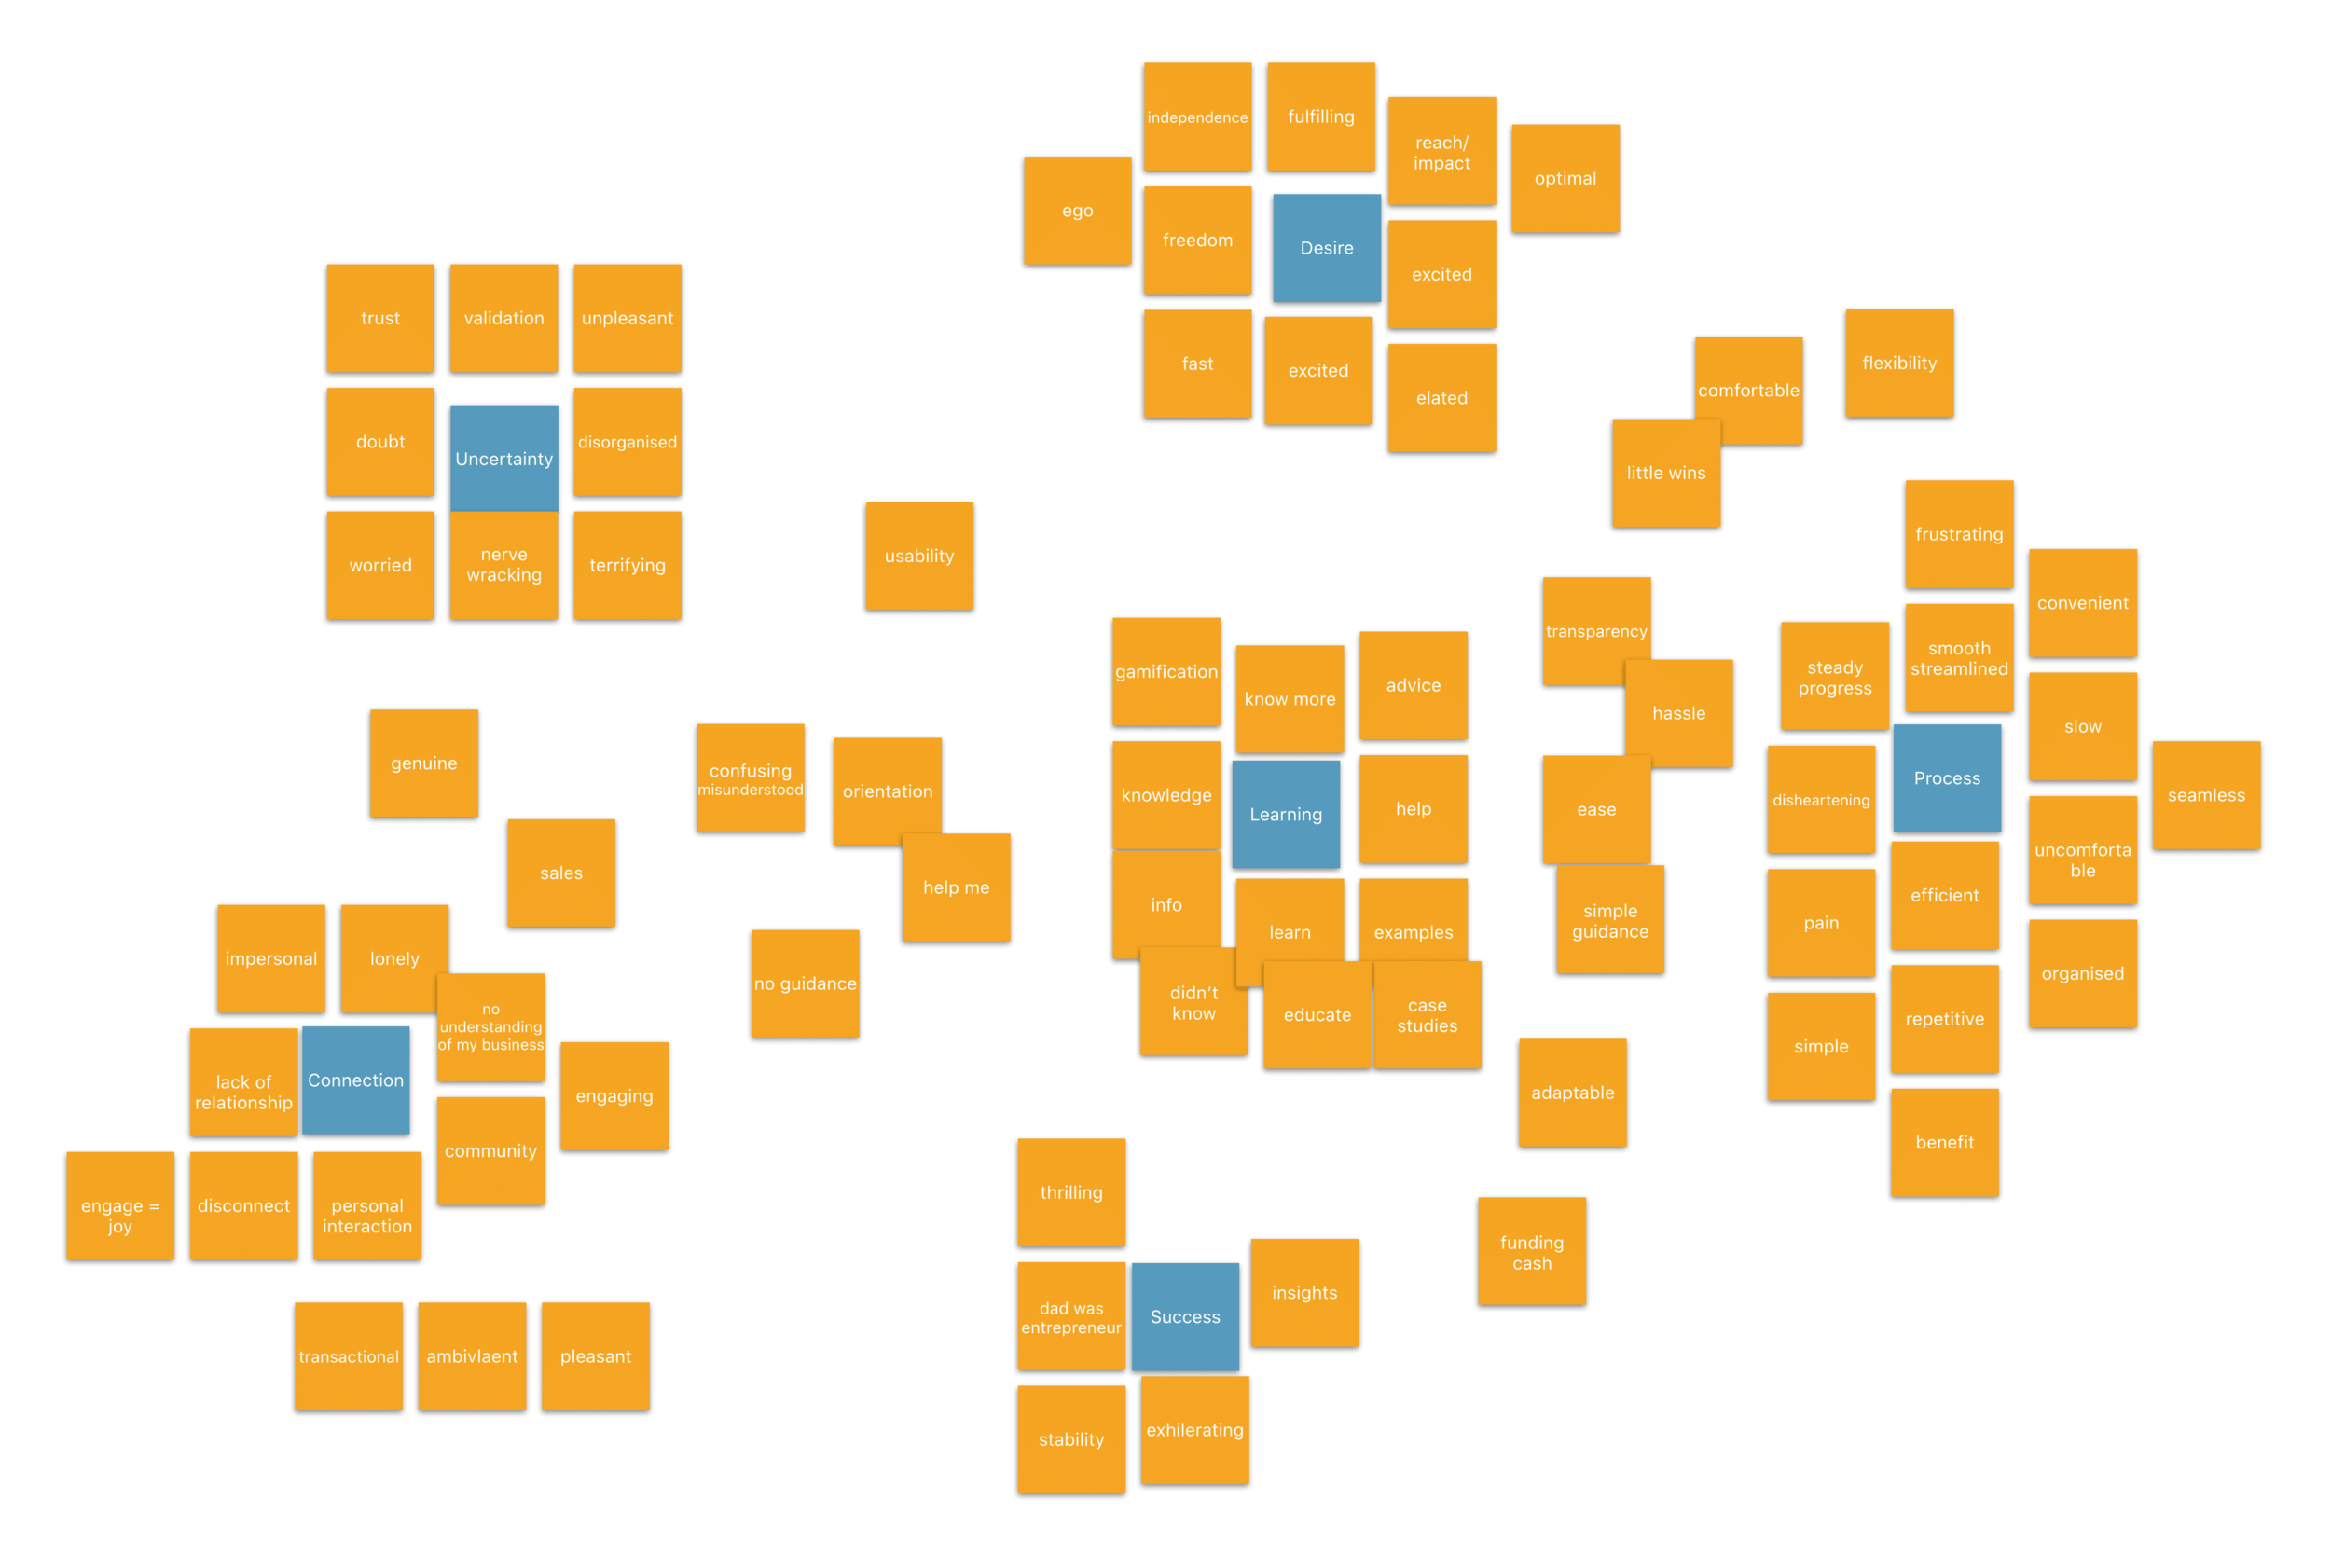 independence
fulfilling
reach/
impact
optimal
ego
freedom
Desire
excited
fast
excited
elated
trust
validation
unpleasant
doubt
Uncertainty
disorganised
worried
nerve
wracking
terrifying
usability
flexibility
comfortable
little wins
frustrating
convenient
smooth
streamlined
steady
progress
slow
Process
seamless
disheartening
uncomforta
ble
efficient
pain
organised
repetitive
simple
benefit
transparency
hassle
ease
simple
guidance
adaptable
funding
cash
gamification
know more
advice
knowledge
Learning
help
info
learn
examples
didn't
know
educate
case
studies
confusing
misunderstood
orientation
help me
no guidance
genuine
sales
impersonal
lonely
no
understanding
of my business
lack of
relationship
Connection
engaging
community
engage =
joy
disconnect
personal
interaction
transactional
ambivlaent
pleasant
thrilling
dad was
entrepreneur
Success
insights
stability
exhilerating